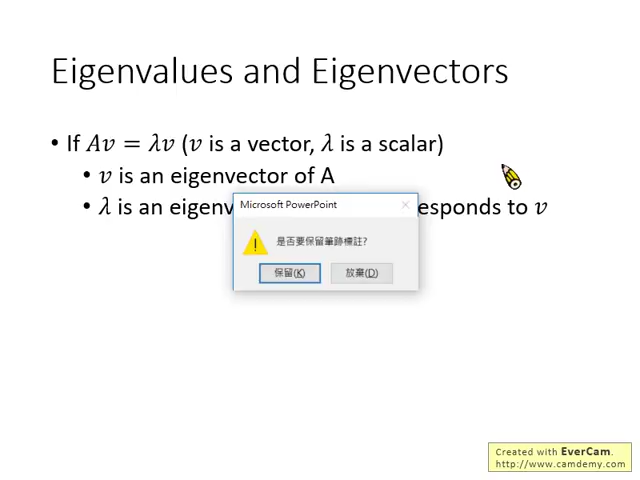 Eigenvalues and Eigenvectors
• If 𝐴𝑣 = 𝜆𝑣 (𝑣 is a vector, 𝜆 is a scalar)
• 𝑣 is an eigenvector of A
• 𝜆 is an eigenv
esponds to 𝑣
Microsoft PowerPoint
是否要保留筆跡標註?
保留(K)
放棄(D)
Created with EverCam.
http://www.camdemy.com